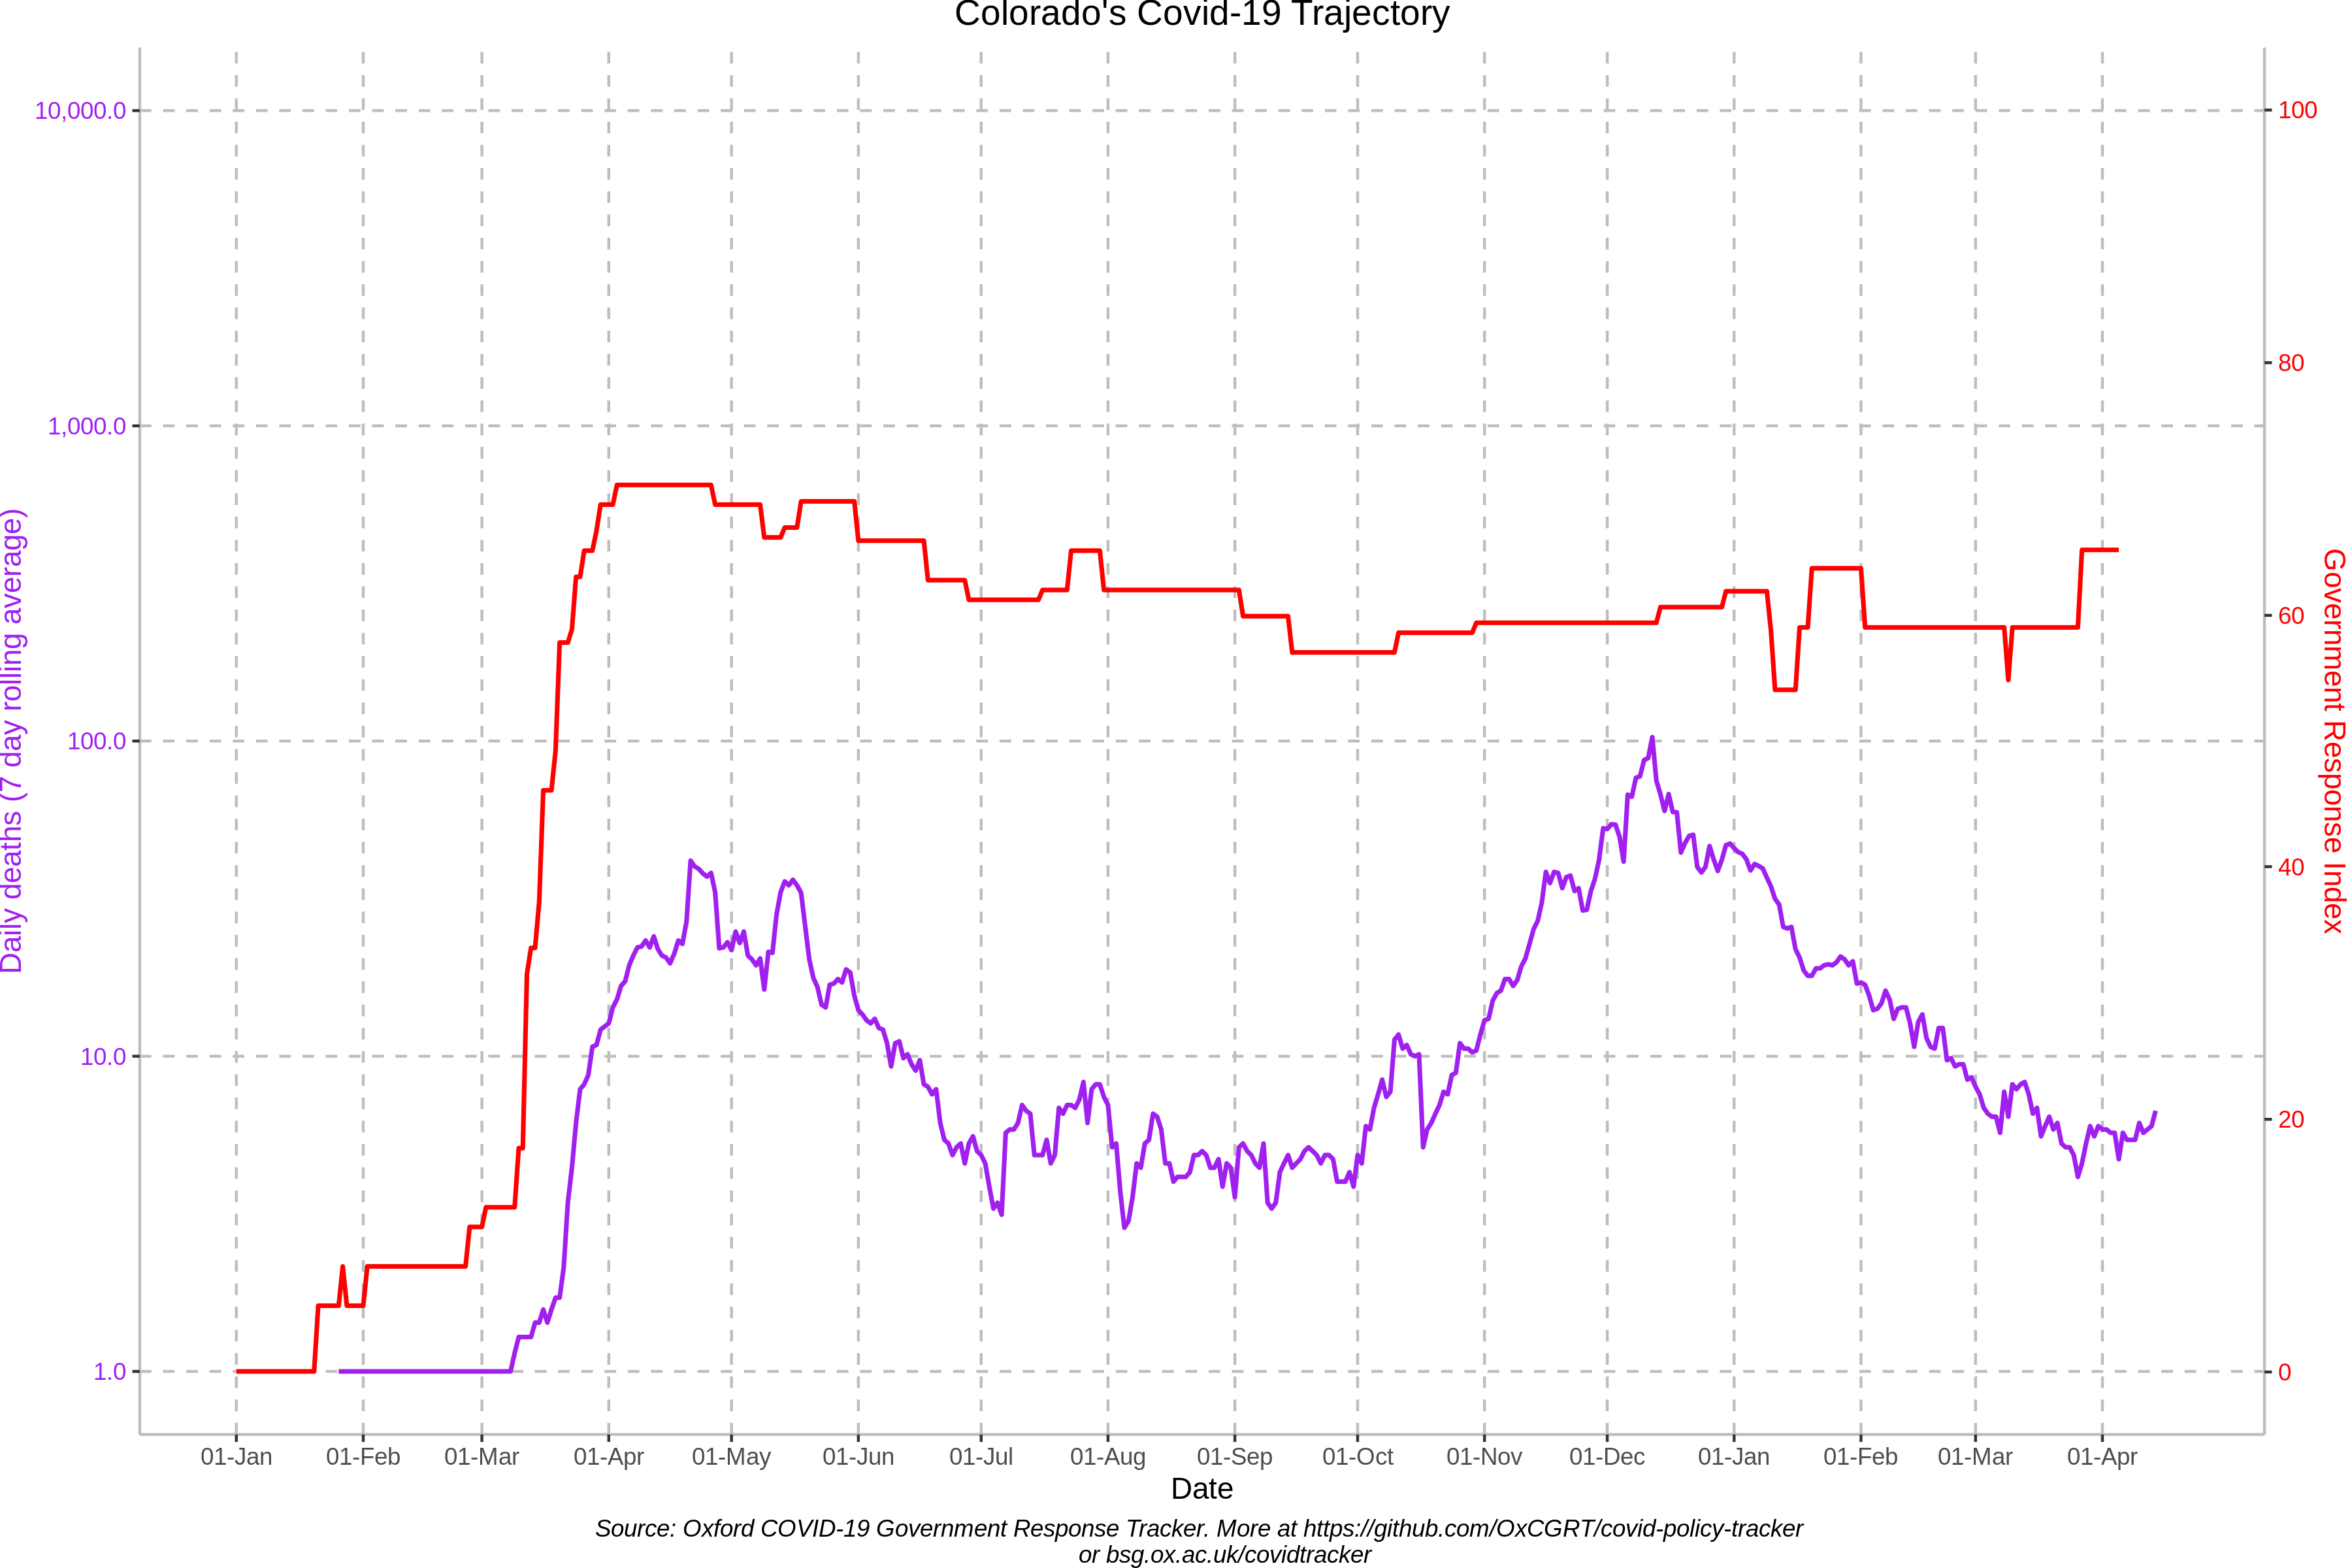 Colorado's Covid-19 Trajectory
10,000.0
1,000.0
100.0
10.0
1.0
Daily deaths (7 day rolling average)
100
80
60
40
20
0
Government Response Index
01-Jan 01-Feb 01-Mar 01-Apr 01-May 01-Jun 01-Jul 01-Aug 01-Sep 01-Oct 01-Nov 01-Dec 01-Jan 01-Feb 01-Mar 01-Apr
Date
Source: Oxford COVID-19 Government Response Tracker. More at https://github.com/OxCGRT/covid-policy-tracker
or bsg.ox.ac.uk/covidtracker